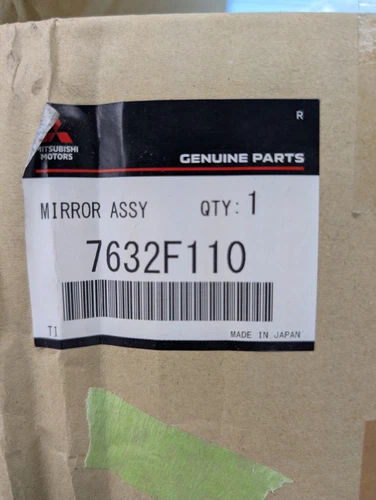 R
MITSUBISHI
MOTORS
GENUINE PARTS
MIRROR ASSY QTY: 1
7632F110
T1 MADE IN JAPAN